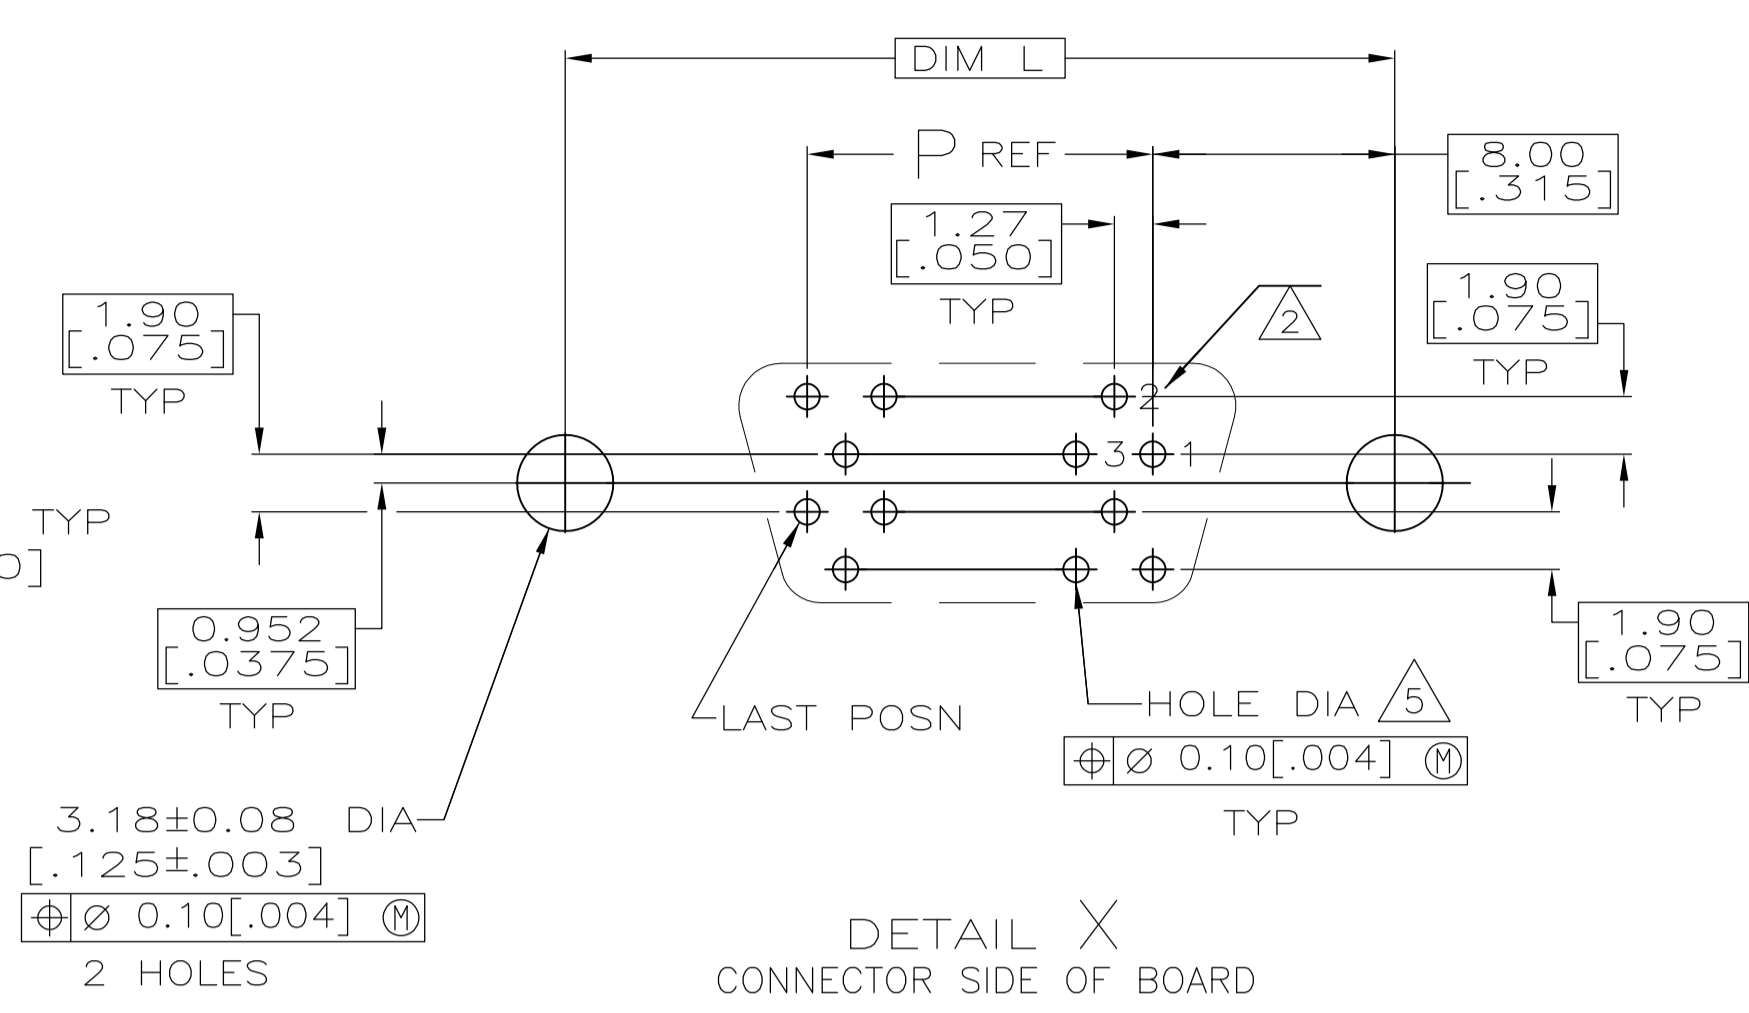 DIM L
P REF
8.00
[.315]
1.27
[.050]
TYP
1.90
[.075]
TYP
1.90
[.075]
TYP
2
2
3
1
TYP
0]
0.952
[.0375]
TYP
1.90
[.075]
TYP
LAST POSN
HOLE DIA 5
⌖ ⌀ 0.10[.004] Ⓜ
TYP
3.18±0.08 DIA
[.125±.003]
⌖ ⌀ 0.10[.004] Ⓜ
2 HOLES
DETAIL X
CONNECTOR SIDE OF BOARD